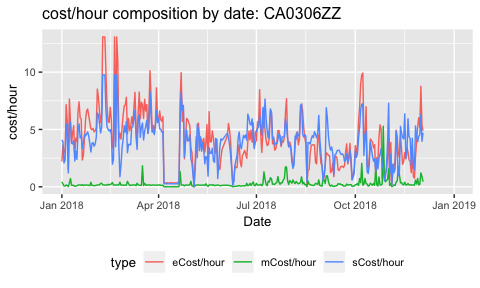 cost/hour composition by date: CA0306ZZ
cost/hour
10
5
0
Jan 2018 Apr 2018 Jul 2018 Oct 2018 Jan 2019
Date
type eCost/hour mCost/hour sCost/hour